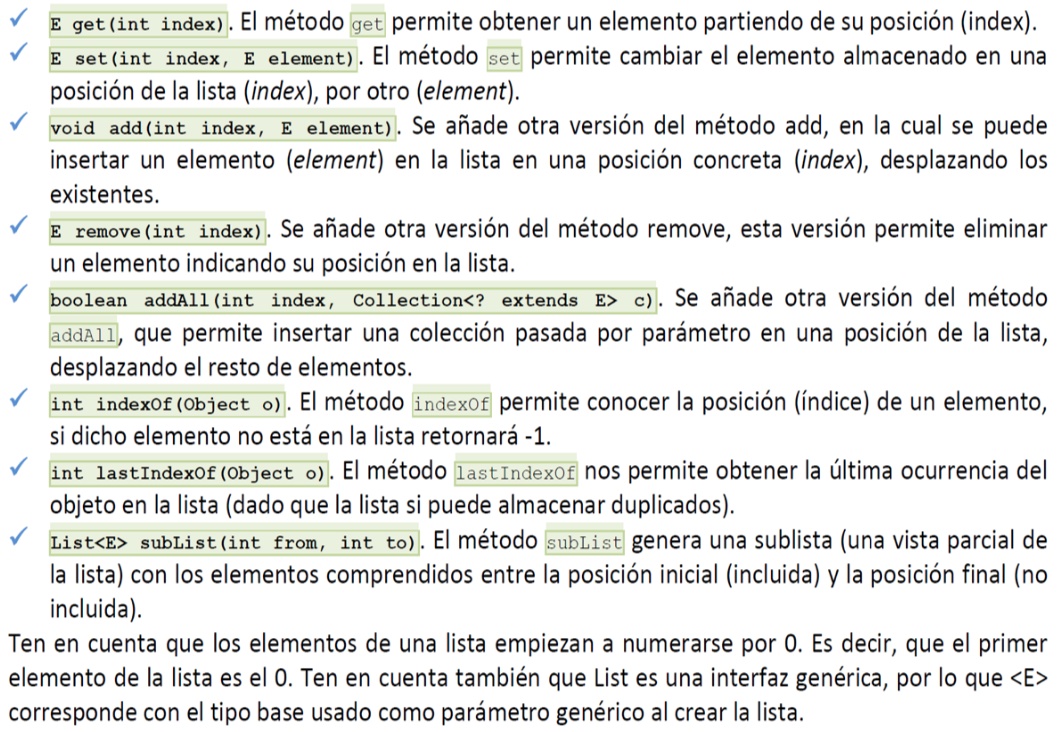 ✓ E get(int index). El método get permite obtener un elemento partiendo de su posición (index).
✓ E set(int index, E element). El método set permite cambiar el elemento almacenado en una
posición de la lista (index), por otro (element).
✓ void add(int index, E element). Se añade otra versión del método add, en la cual se puede
insertar un elemento (element) en la lista en una posición concreta (index), desplazando los
existentes.
✓ E remove(int index). Se añade otra versión del método remove, esta versión permite eliminar
un elemento indicando su posición en la lista.
✓ boolean addAll(int index, Collection<? extends E> c). Se añade otra versión del método
addAll, que permite insertar una colección pasada por parámetro en una posición de la lista,
desplazando el resto de elementos.
✓ int indexOf(Object o). El método indexOf permite conocer la posición (índice) de un elemento,
si dicho elemento no está en la lista retornará -1.
✓ int lastIndexOf(Object o). El método lastIndexOf nos permite obtener la última ocurrencia del
objeto en la lista (dado que la lista si puede almacenar duplicados).
✓ List<E> subList(int from, int to). El método subList genera una sublista (una vista parcial de
la lista) con los elementos comprendidos entre la posición inicial (incluida) y la posición final (no
incluida).
Ten en cuenta que los elementos de una lista empiezan a numerarse por 0. Es decir, que el primer
elemento de la lista es el 0. Ten en cuenta también que List es una interfaz genérica, por lo que <E>
corresponde con el tipo base usado como parámetro genérico al crear la lista.